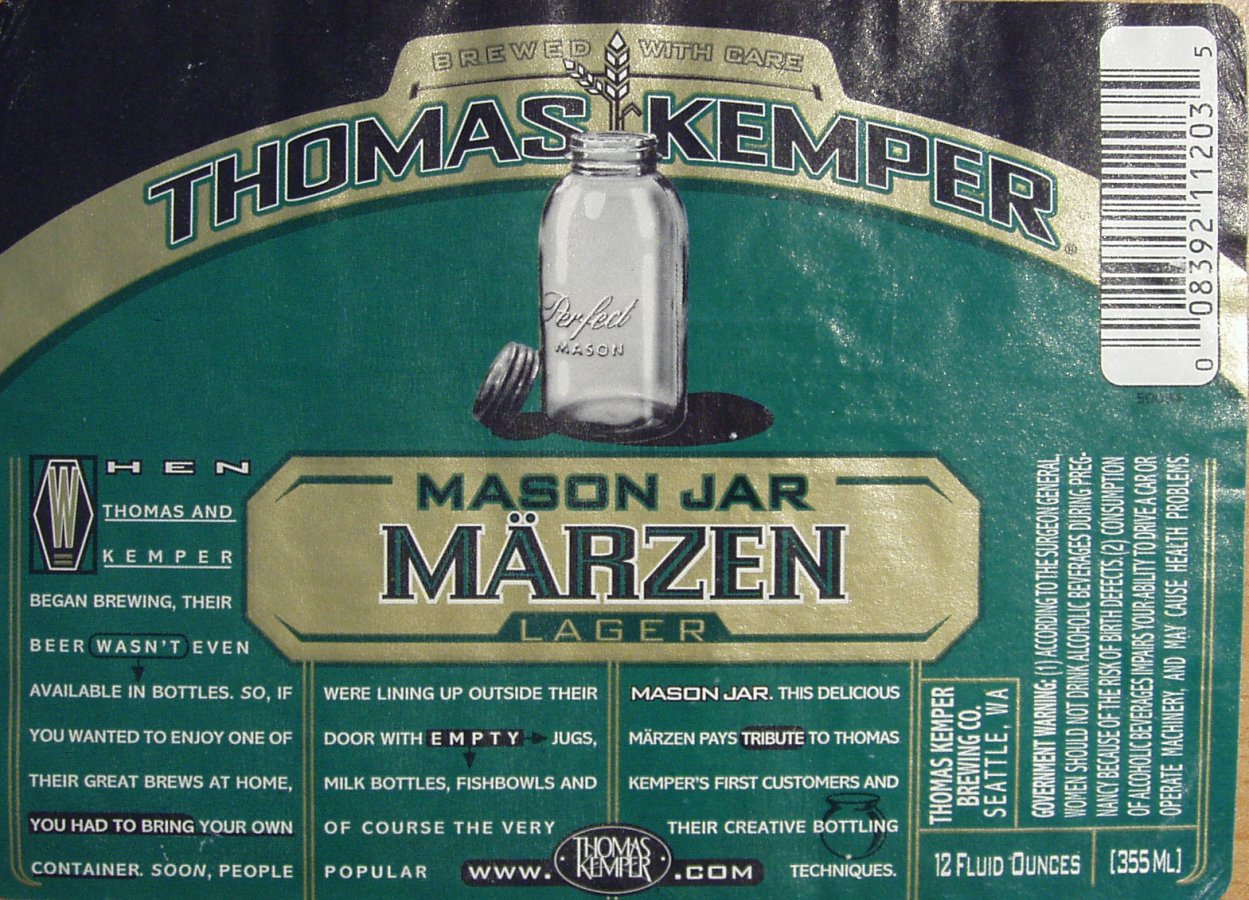 BREWED WITH CARE
THOMAS KEMPER®
Perfect
MASON
MASON JAR
MÄRZEN
LAGER
WHEN
THOMAS AND
KEMPER
BEGAN BREWING, THEIR
BEER WASN'T EVEN
AVAILABLE IN BOTTLES. SO, IF
YOU WANTED TO ENJOY ONE OF
THEIR GREAT BREWS AT HOME,
YOU HAD TO BRING YOUR OWN
CONTAINER. SOON, PEOPLE
WERE LINING UP OUTSIDE THEIR
DOOR WITH EMPTY JUGS,
MILK BOTTLES, FISHBOWLS AND
OF COURSE THE VERY
POPULAR
MASON JAR. THIS DELICIOUS
MÄRZEN PAYS TRIBUTE TO THOMAS
KEMPER'S FIRST CUSTOMERS AND
THEIR CREATIVE BOTTLING
TECHNIQUES.
WWW.THOMAS KEMPER.COM
THOMAS KEMPER
BREWING CO.
SEATTLE, WA
GOVERNMENT WARNING: (1) ACCORDING TO THE SURGEON GENERAL,
WOMEN SHOULD NOT DRINK ALCOHOLIC BEVERAGES DURING PREG-
NANCY BECAUSE OF THE RISK OF BIRTH DEFECTS. (2) CONSUMPTION
OF ALCOHOLIC BEVERAGES IMPAIRS YOUR ABILITY TO DRIVE A CAR OR
OPERATE MACHINERY, AND MAY CAUSE HEALTH PROBLEMS.
12 FLUID OUNCES [355 ML]
0 83921 11203 5